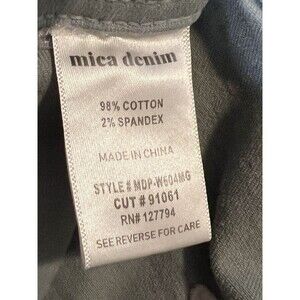 mica denim
98% COTTON
2% SPANDEX
MADE IN CHINA
STYLE # MDP-W604MG
CUT # 91061
RN# 127794
SEE REVERSE FOR CARE